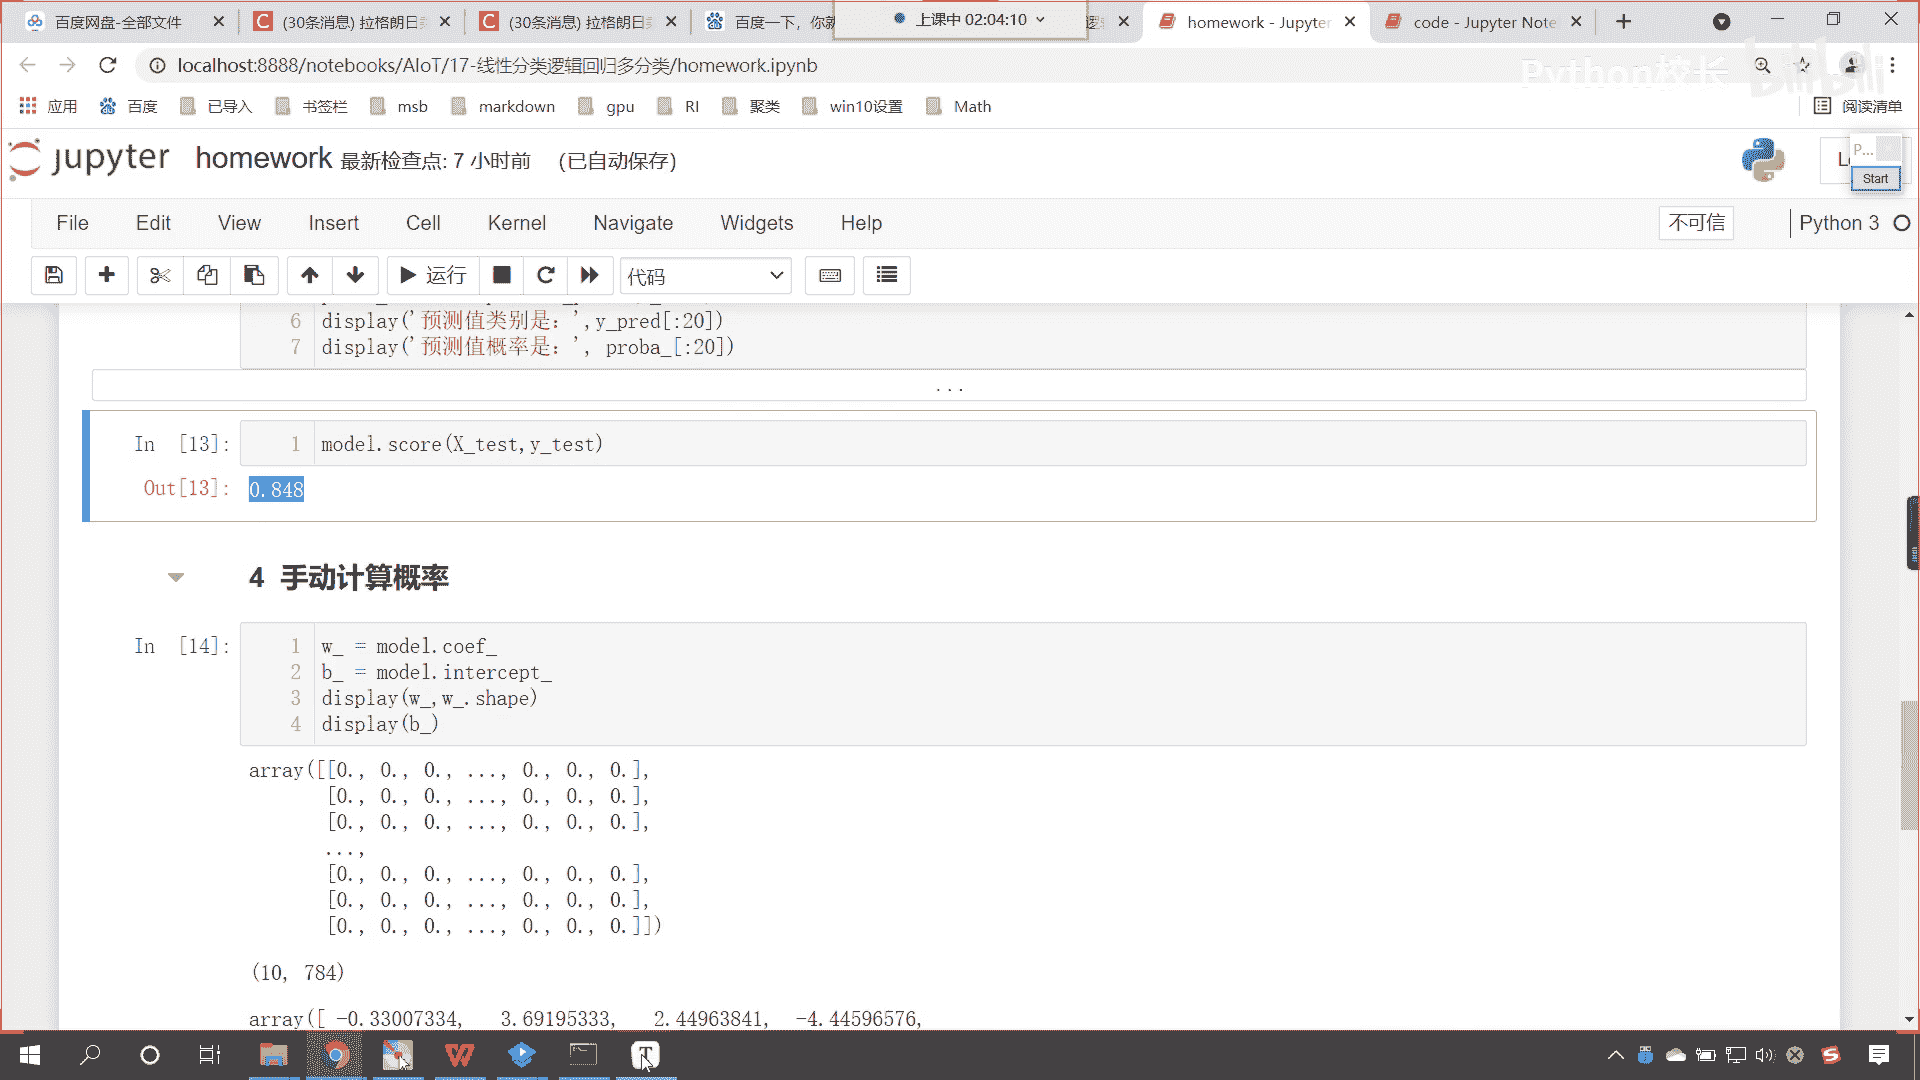 百度网盘-全部文件
(30条消息) 拉格朗日
(30条消息) 拉格朗日
百度一下，你就
上课中 02:04:10
homework - Jupyter
code - Jupyter Note
localhost:8888/notebooks/AIoT/17-线性分类逻辑回归多分类/homework.ipynb
Python校长
bilibili
应用 百度 已导入 书签栏 msb markdown gpu RI 聚类 win10设置 Math 阅读清单
jupyter homework 最新检查点: 7 小时前 (已自动保存)
P...
Start
File Edit View Insert Cell Kernel Navigate Widgets Help 不可信 Python 3
运行 代码
6 display('预测值类别是：',y_pred[:20])
7 display('预测值概率是：', proba_[:20])
...
In [13]: 1 model.score(X_test,y_test)
Out[13]: 0.848
4 手动计算概率
In [14]: 1 w_ = model.coef_
2 b_ = model.intercept_
3 display(w_,w_.shape)
4 display(b_)
array([[0., 0., 0., ..., 0., 0., 0.],
[0., 0., 0., ..., 0., 0., 0.],
[0., 0., 0., ..., 0., 0., 0.],
...,
[0., 0., 0., ..., 0., 0., 0.],
[0., 0., 0., ..., 0., 0., 0.],
[0., 0., 0., ..., 0., 0., 0.]])
(10, 784)
array([ -0.33007334, 3.69195333, 2.44963841, -4.44596576,